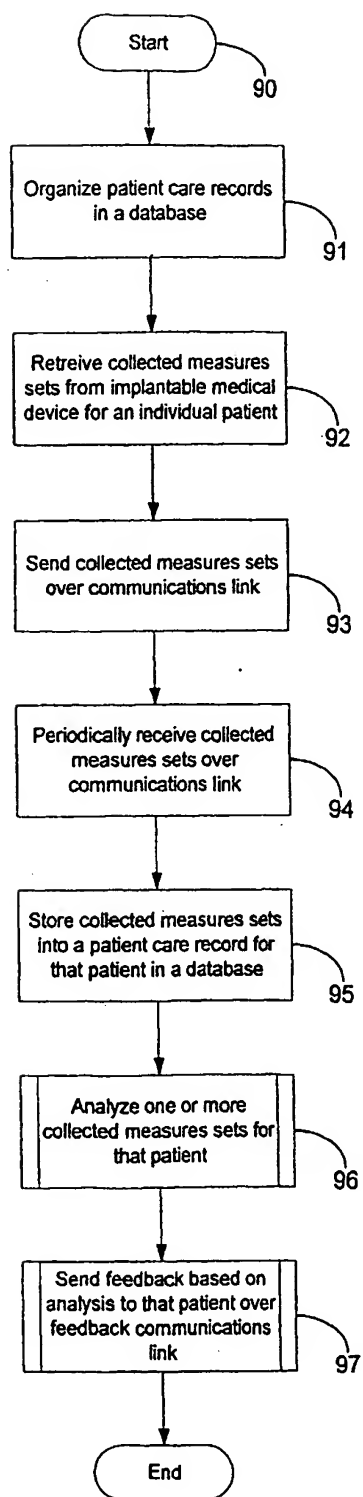 Start
90
Organize patient care records
in a database
91
Retreive collected measures
sets from implantable medical
device for an individual patient
92
Send collected measures sets
over communications link
93
Periodically receive collected
measures sets over
communications link
94
Store collected measures sets
into a patient care record for
that patient in a database
95
Analyze one or more
collected measures sets for
that patient
96
Send feedback based on
analysis to that patient over
feedback communications
link
97
End